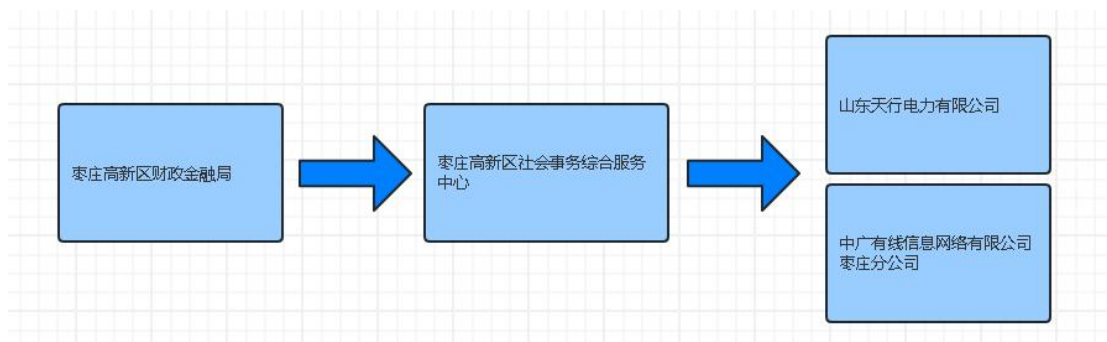 枣庄高新区财政金融局
枣庄高新区社会事务综合服务
中心
山东天行电力有限公司
中广有线信息网络有限公司
枣庄分公司